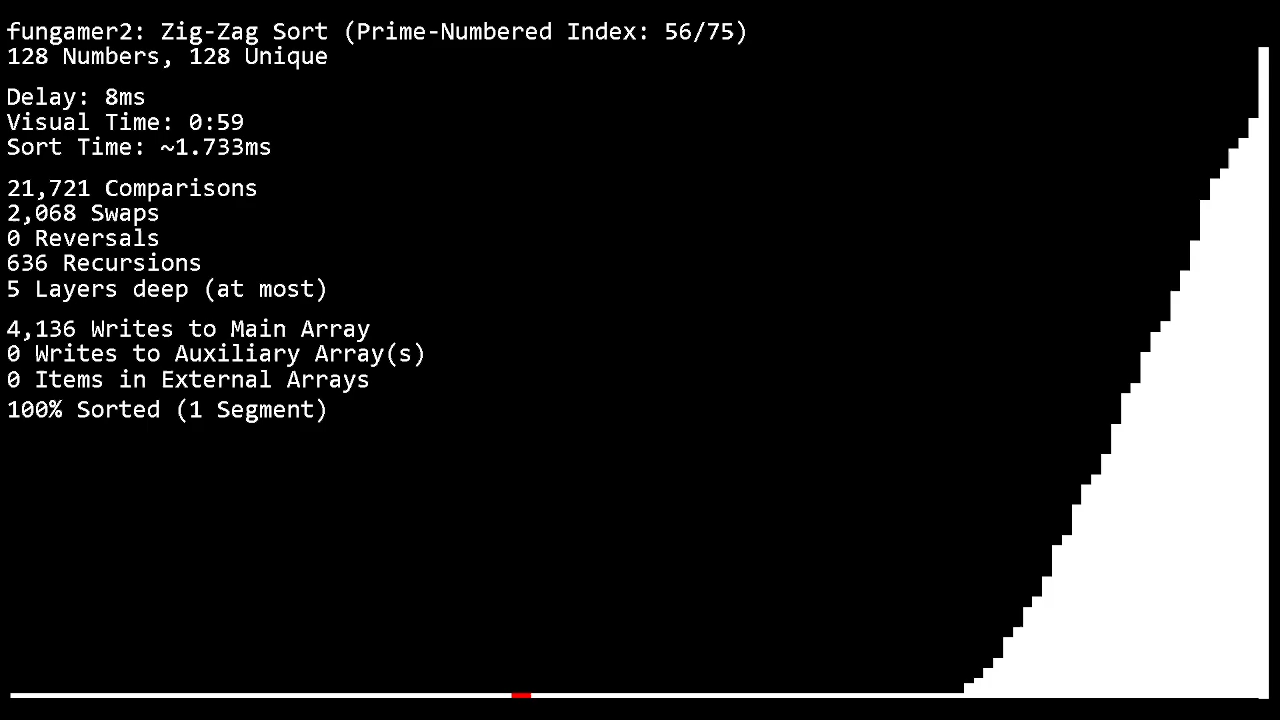 fungamer2: Zig-Zag Sort (Prime-Numbered Index: 56/75)
128 Numbers, 128 Unique
Delay: 8ms
Visual Time: 0:59
Sort Time: ~1.733ms
21,721 Comparisons
2,068 Swaps
0 Reversals
636 Recursions
5 Layers deep (at most)
4,136 Writes to Main Array
0 Writes to Auxiliary Array(s)
0 Items in External Arrays
100% Sorted (1 Segment)